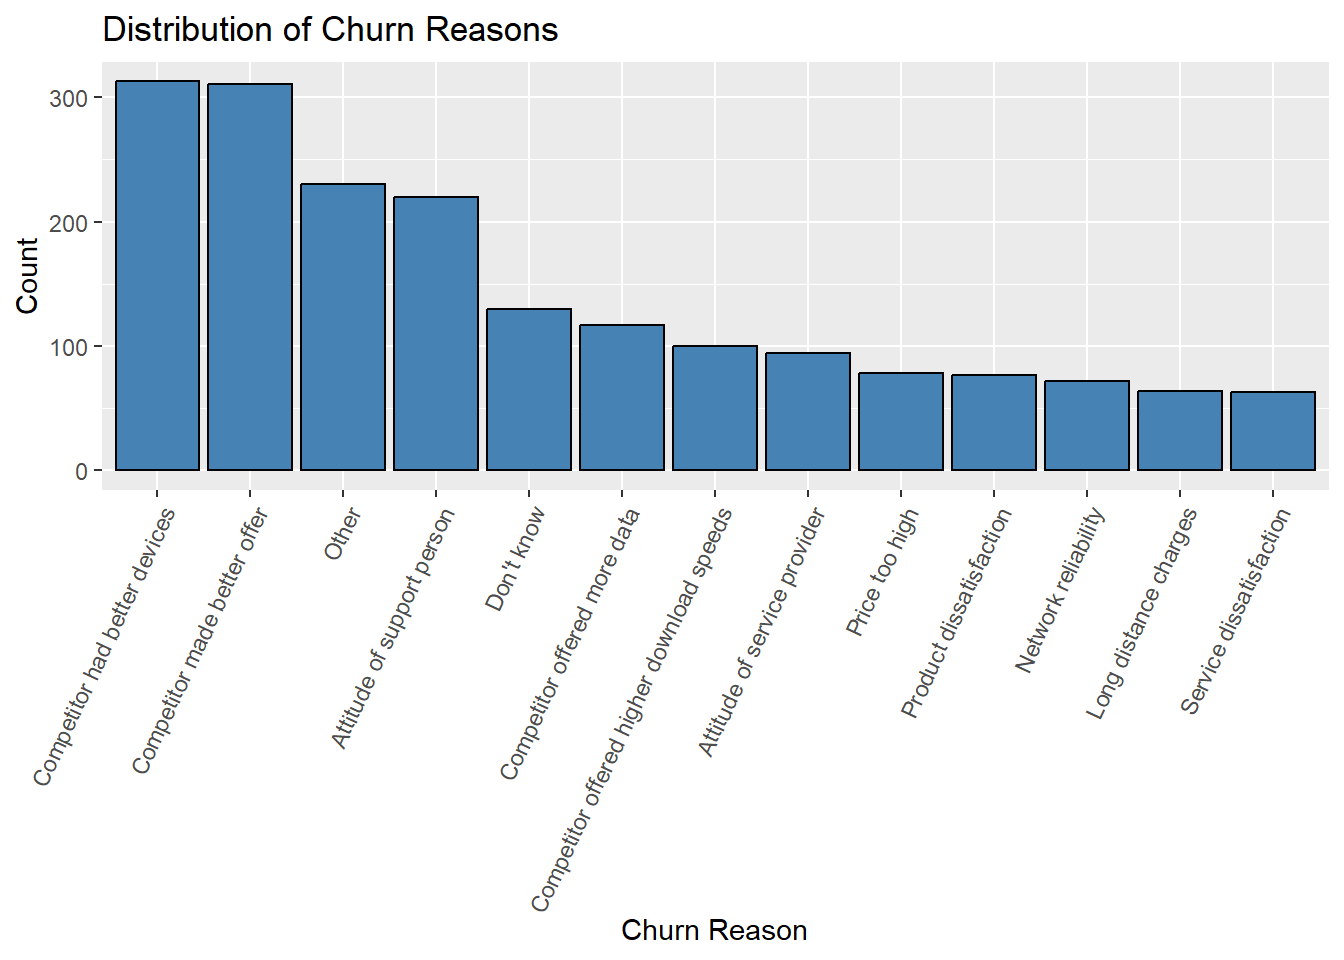 Distribution of Churn Reasons
Count
300
200
100
0
Competitor had better devices
Competitor made better offer
Other
Attitude of support person
Don't know
Competitor offered more data
Competitor offered higher download speeds
Attitude of service provider
Price too high
Product dissatisfaction
Network reliability
Long distance charges
Service dissatisfaction
Churn Reason